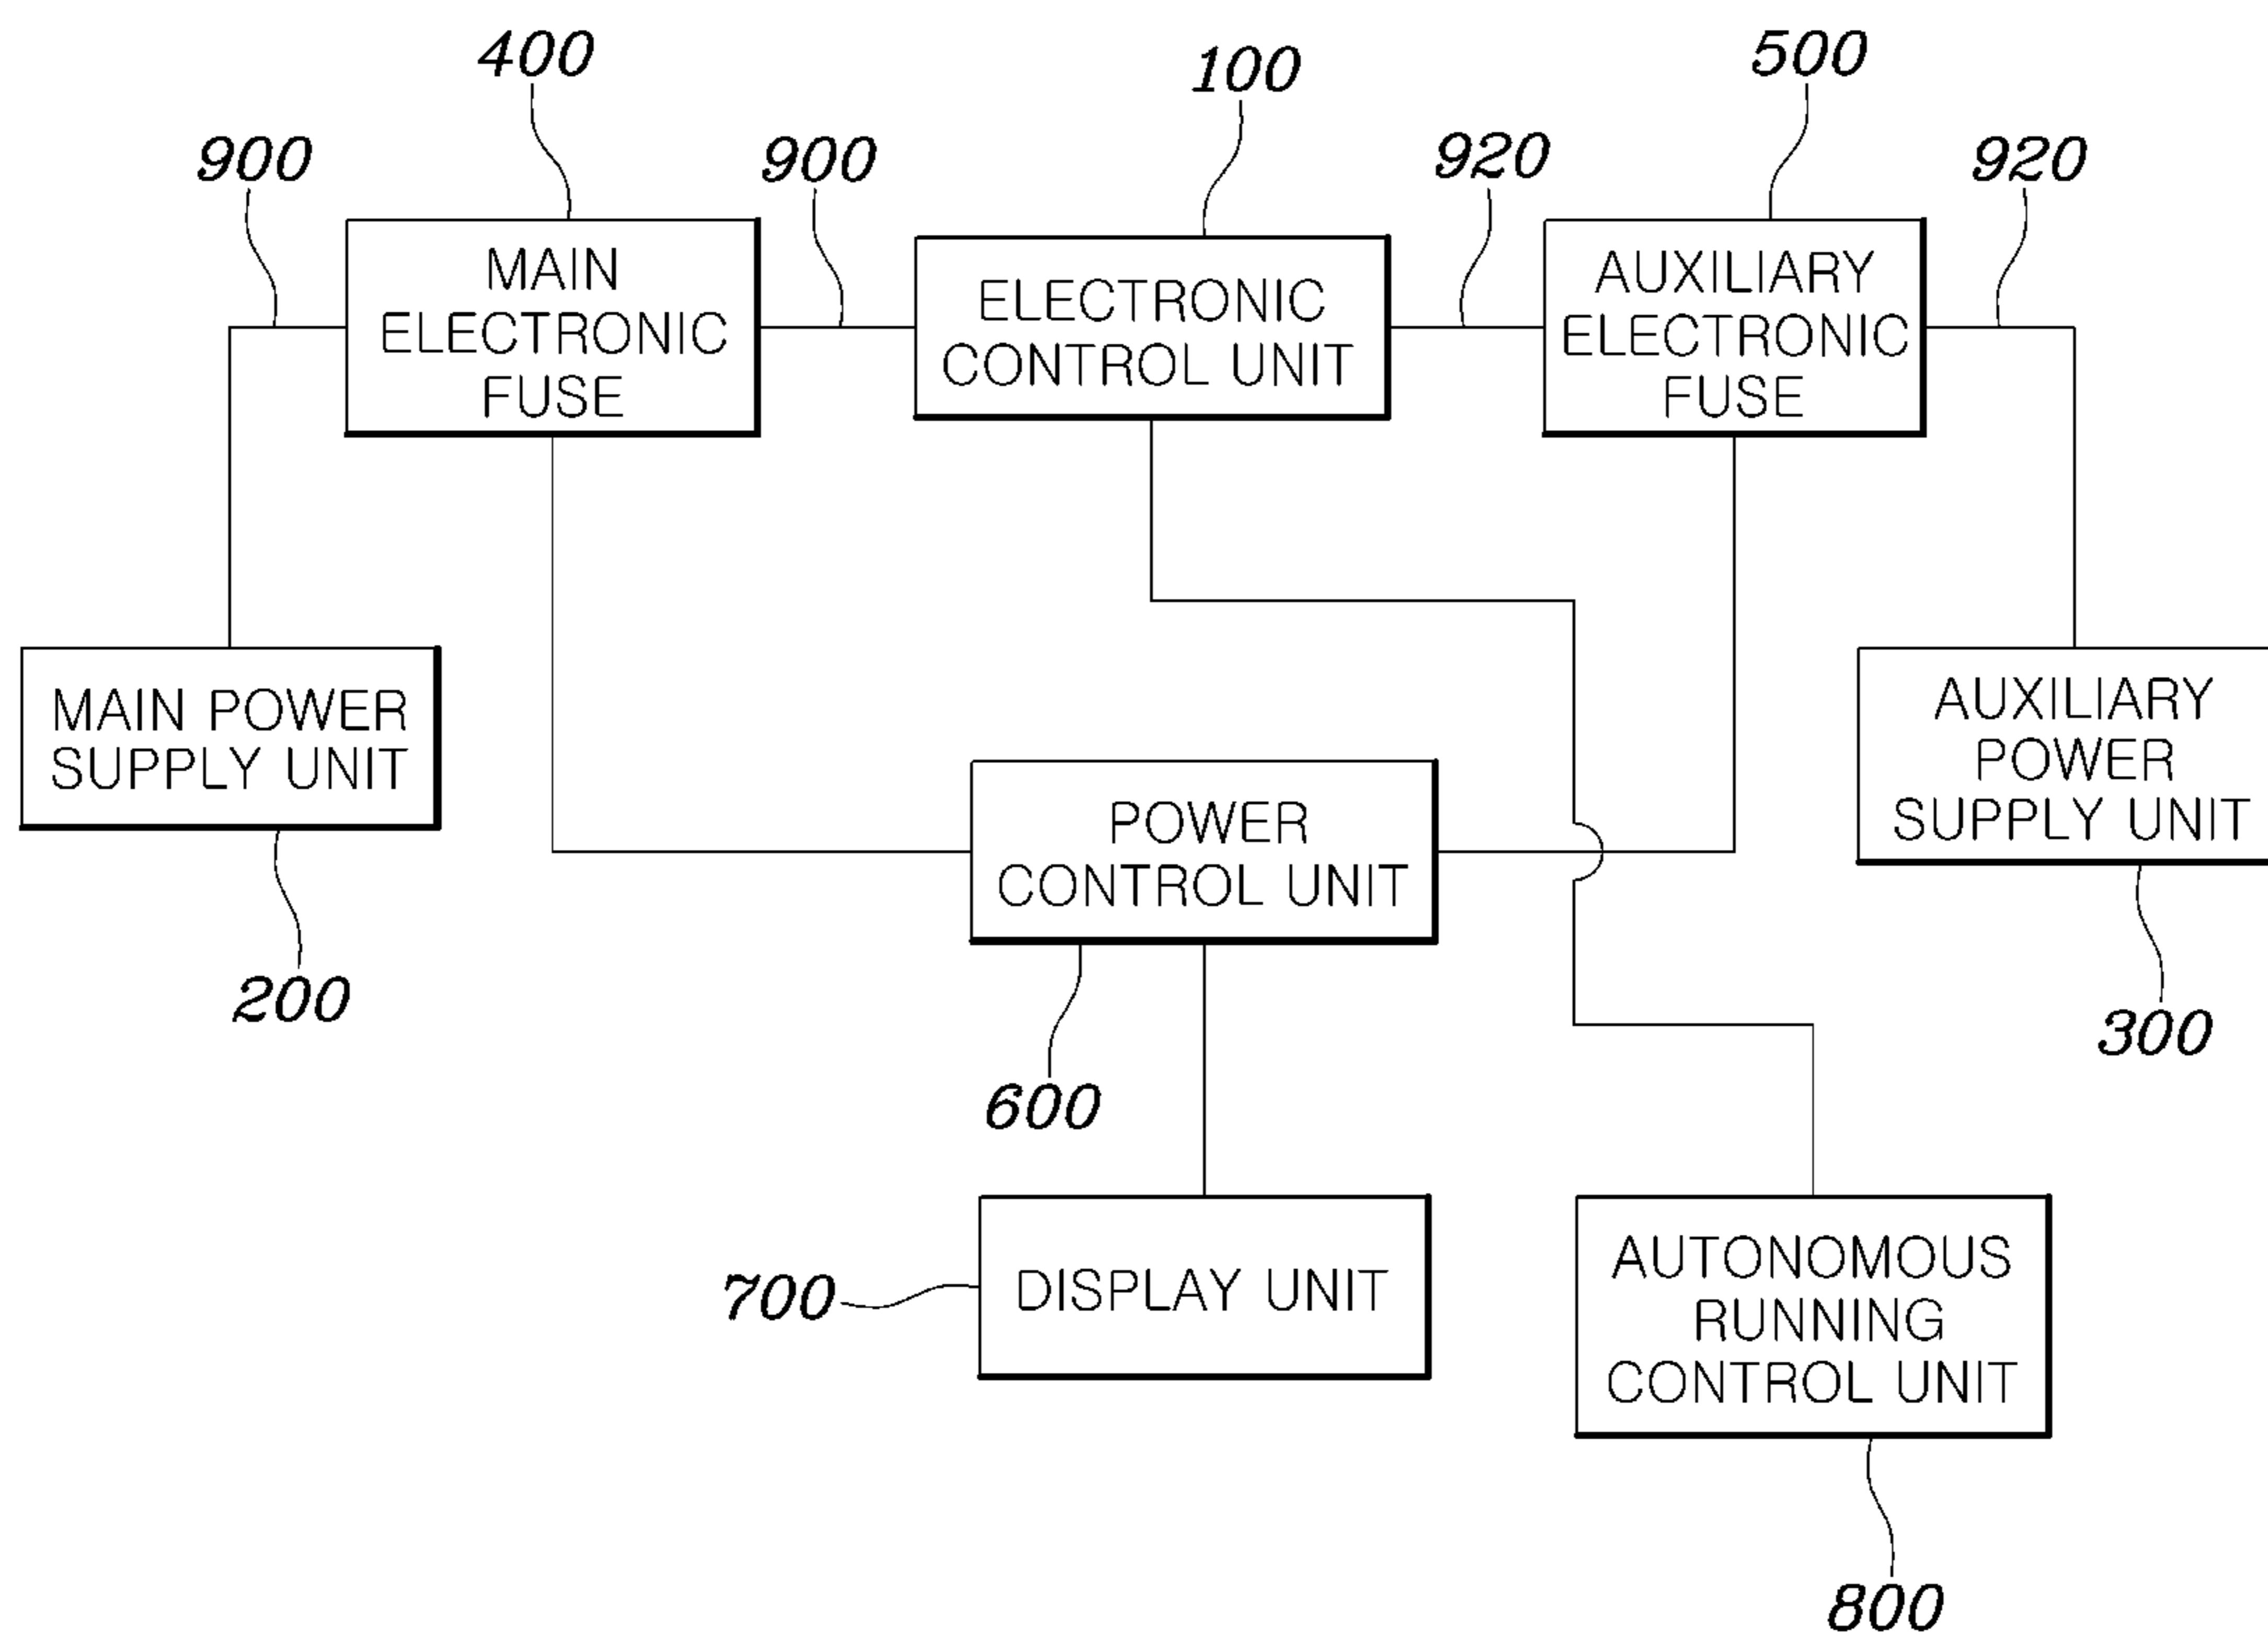 400
100
500
900
900
920
920
MAIN
ELECTRONIC
FUSE
ELECTRONIC
CONTROL UNIT
AUXILIARY
ELECTRONIC
FUSE
MAIN POWER
SUPPLY UNIT
AUXILIARY
POWER
SUPPLY UNIT
POWER
CONTROL UNIT
200
300
600
700
DISPLAY UNIT
AUTONOMOUS
RUNNING
CONTROL UNIT
800